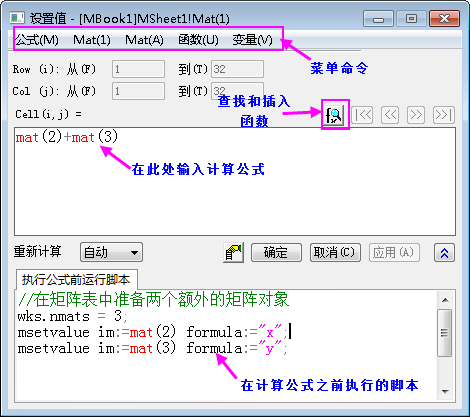 设置值 - [MBook1]MSheet1!Mat(1)
公式(M) Mat(1) Mat(A) 函数(U) 变量(V)
菜单命令
Row (i): 从(F) 1 到(T) 32
Col (j): 从(F) 1 到(T) 32
查找和插入
函数
Cell(i,j) =
mat(2)+mat(3)
在此处输入计算公式
重新计算 自动 确定 取消(C) 应用(A)
执行公式前运行脚本
//在矩阵表中准备两个额外的矩阵对象
wks.nmats = 3;
msetvalue im:=mat(2) formula:="x";
msetvalue im:=mat(3) formula:="y";
在计算公式之前执行的脚本